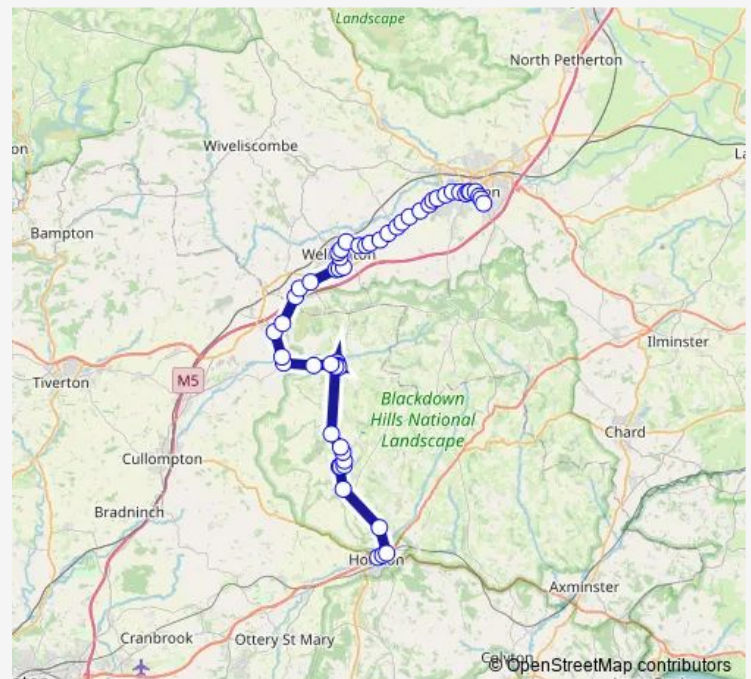 Landscape
North Petherton
Wiveliscombe
Bampton
Ilminster
Tiverton
M5
Blackdown
Hills National
Landscape
Chard
Cullompton
Bradninch
Axminster
Cranbrook
Ottery St Mary
© OpenStreetMap contributors